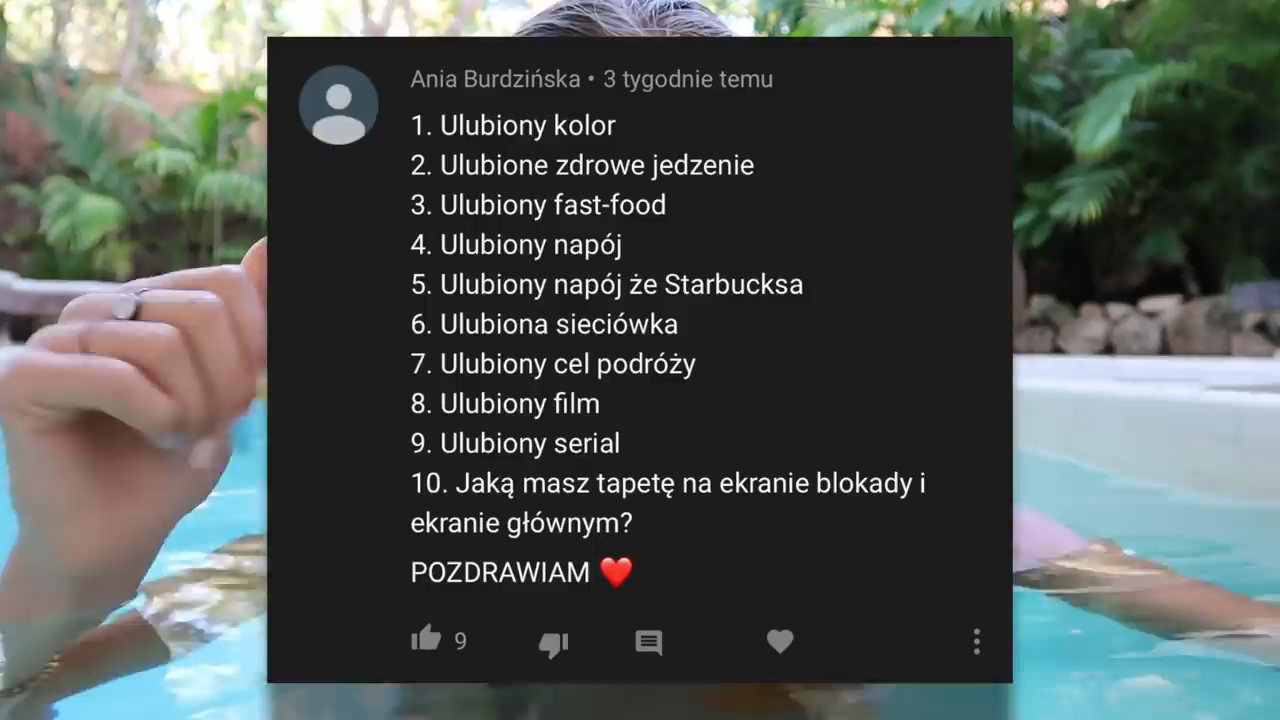 Ania Burdzińska • 3 tygodnie temu
1. Ulubiony kolor
2. Ulubione zdrowe jedzenie
3. Ulubiony fast-food
4. Ulubiony napój
5. Ulubiony napój że Starbucksa
6. Ulubiona sieciówka
7. Ulubiony cel podróży
8. Ulubiony film
9. Ulubiony serial
10. Jaką masz tapetę na ekranie blokady i
ekranie głównym?
POZDRAWIAM ❤️
9